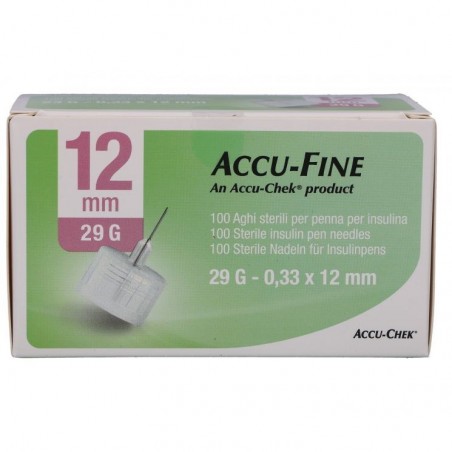 12
mm
29 G
ACCU-FINE
An Accu-Chek® product
100 Aghi sterili per penna per insulina
100 Sterile insulin pen needles
100 Sterile Nadeln für Insulinpens
29 G - 0,33 x 12 mm
ACCU-CHEK®